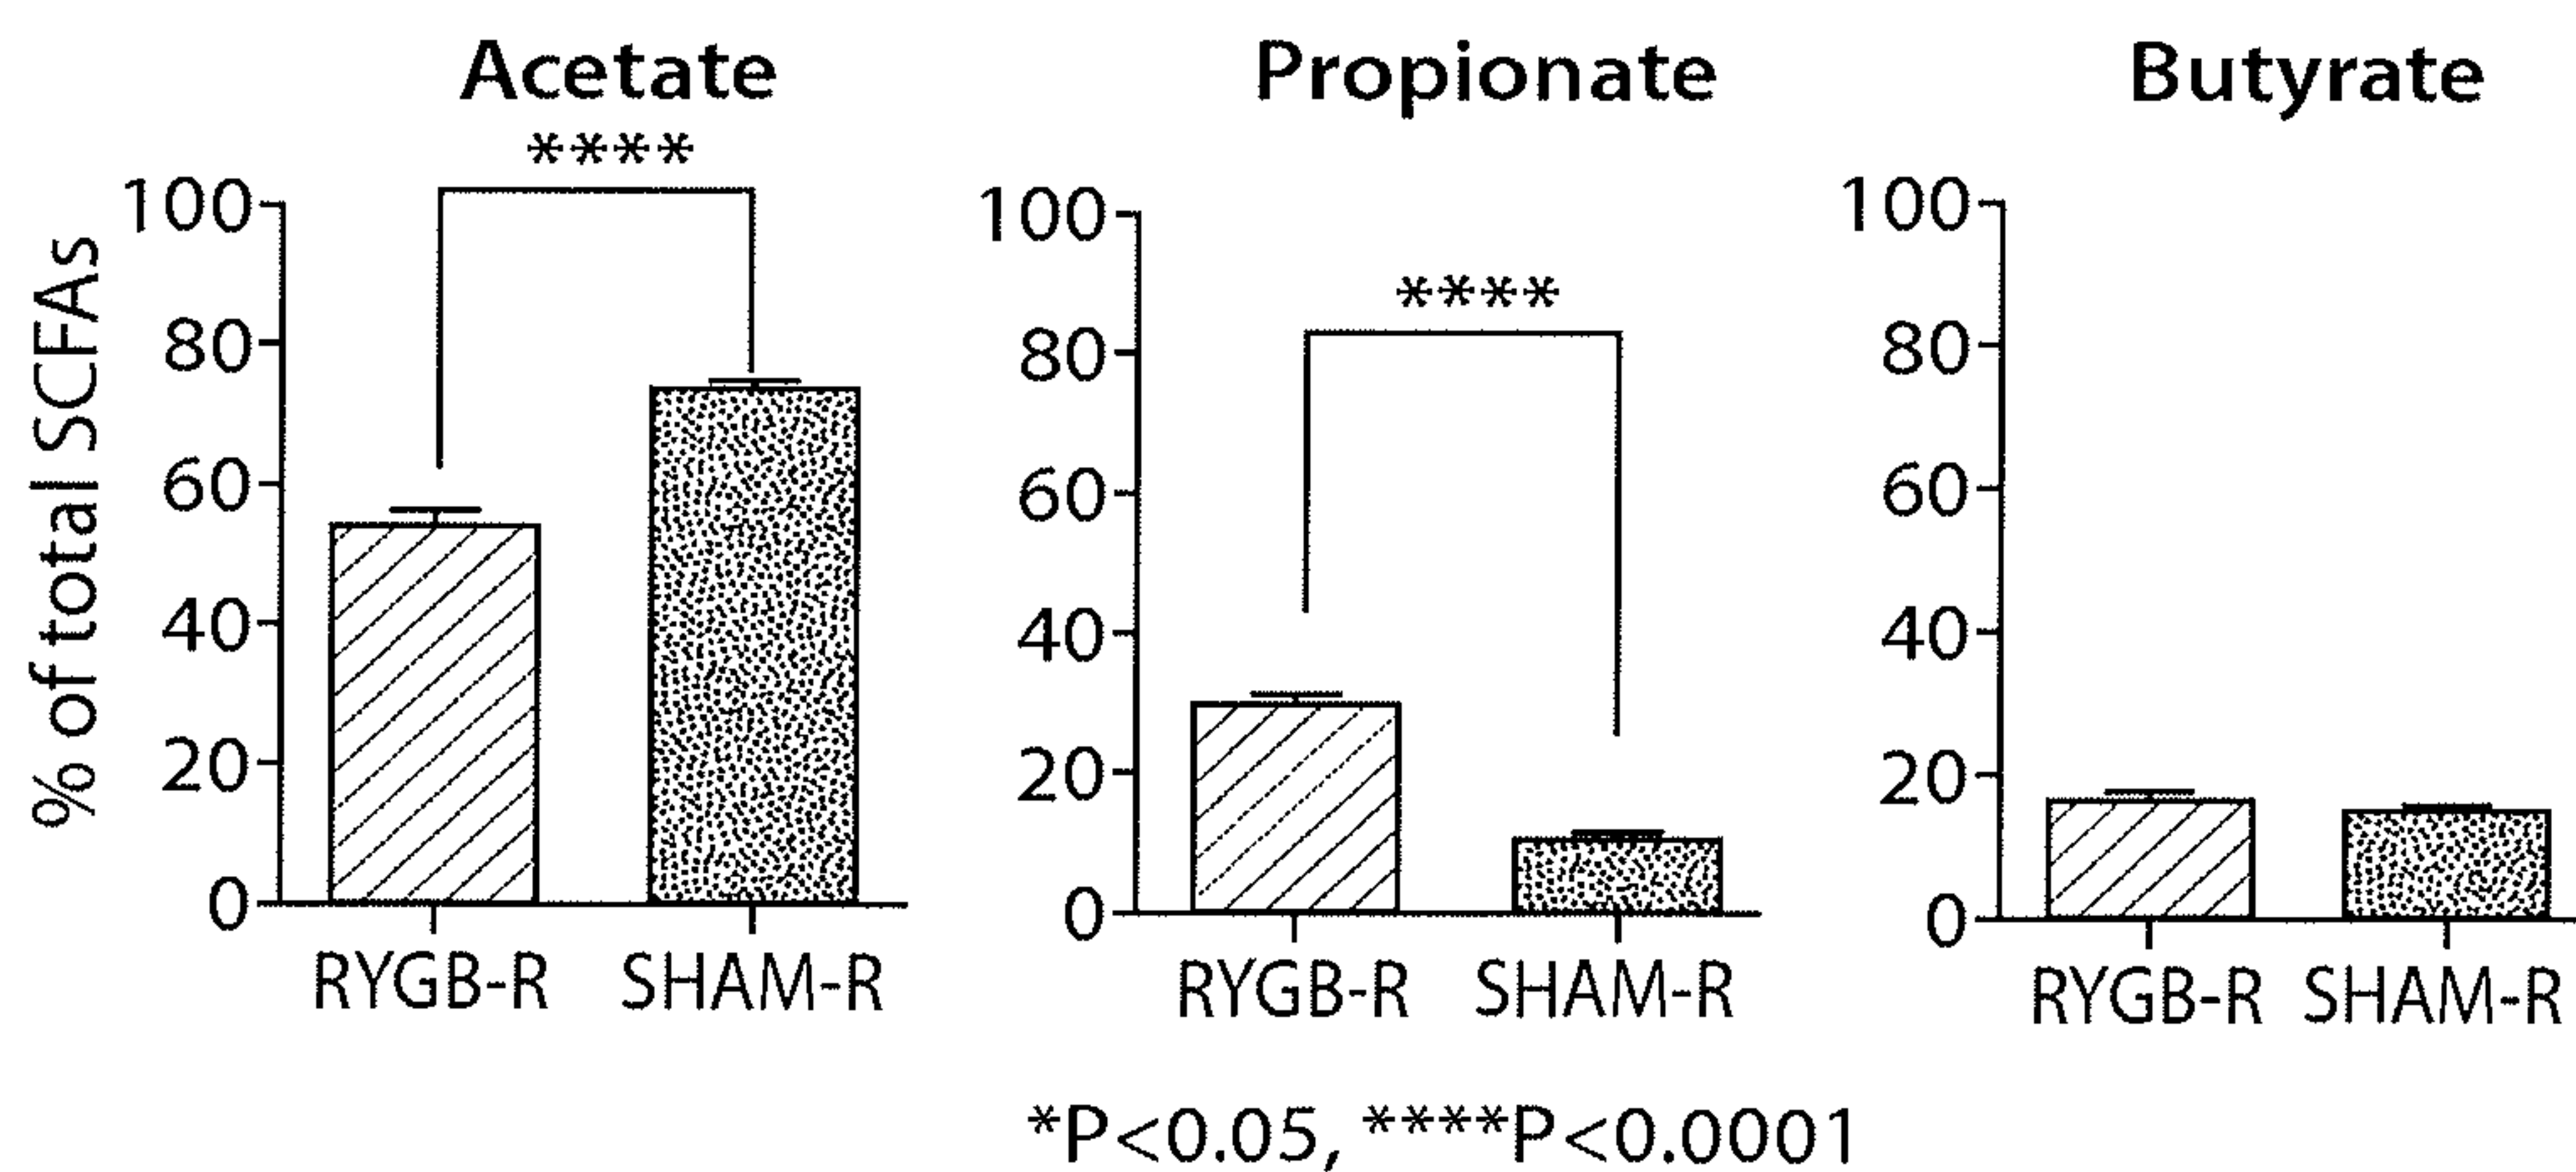 Acetate
****
% of total SCFAs
100
80
60
40
20
0
RYGB-R SHAM-R
Propionate
****
100
80
60
40
20
0
RYGB-R SHAM-R
Butyrate
100
80
60
40
20
0
RYGB-R SHAM-R
*P<0.05, ****P<0.0001